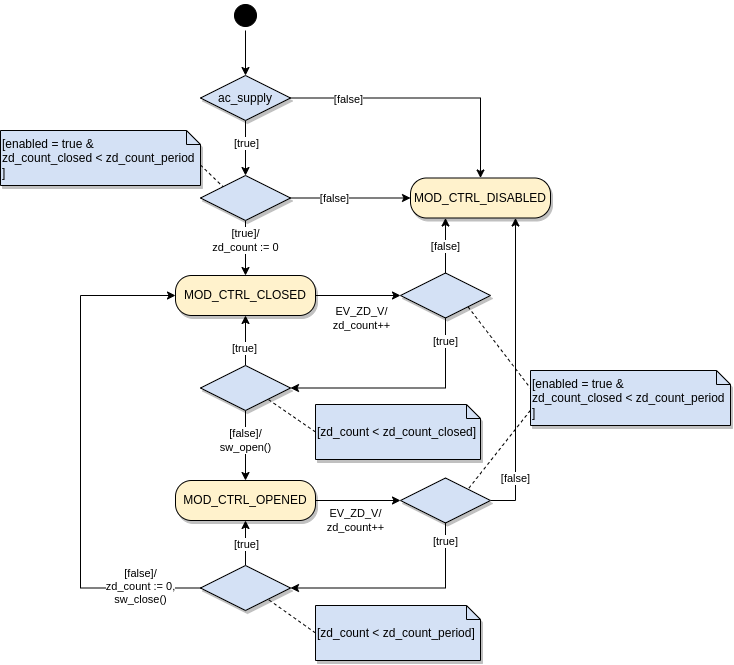 ac_supply
[false]
[true]
[enabled = true &
zd_count_closed < zd_count_period
]
[false]
MOD_CTRL_DISABLED
[true]/
zd_count := 0
[false]
MOD_CTRL_CLOSED
EV_ZD_V/
zd_count++
[true]
[true]
[enabled = true &
zd_count_closed < zd_count_period
]
[zd_count < zd_count_closed]
[false]/
sw_open()
[false]
MOD_CTRL_OPENED
EV_ZD_V/
zd_count++
[true]
[true]
[false]/
zd_count := 0,
sw_close()
[zd_count < zd_count_period]